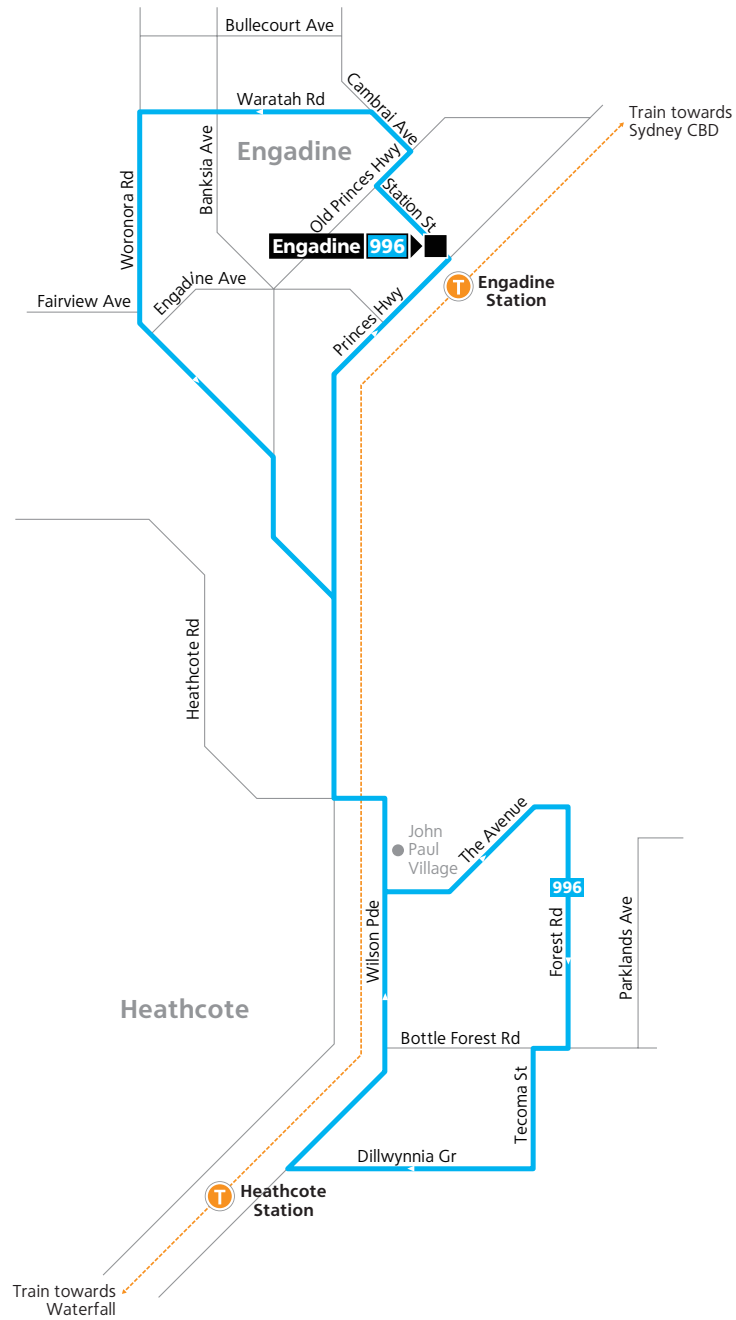 Bullecourt Ave
Cambrai Ave
Waratah Rd
Train towards
Sydney CBD
Engadine
Banksia Ave
Woronora Rd
Old Princes Hwy
Station St
Engadine 996
T
Engadine
Station
Engadine Ave
Fairview Ave
Princes Hwy
Heathcote Rd
John
Paul
Village
The Avenue
996
Wilson Pde
Forest Rd
Parklands Ave
Heathcote
Bottle Forest Rd
Tecoma St
Dillwynnia Gr
T
Heathcote
Station
Train towards
Waterfall